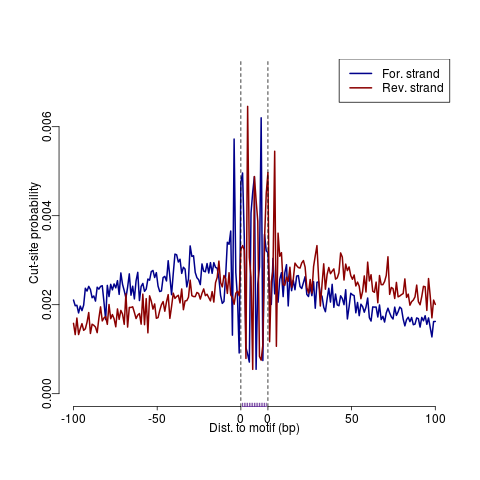 For. strand
Rev. strand
Cut-site probability
0.006
0.004
0.002
0.000
-100 -50 0 0 50 100
Dist. to motif (bp)